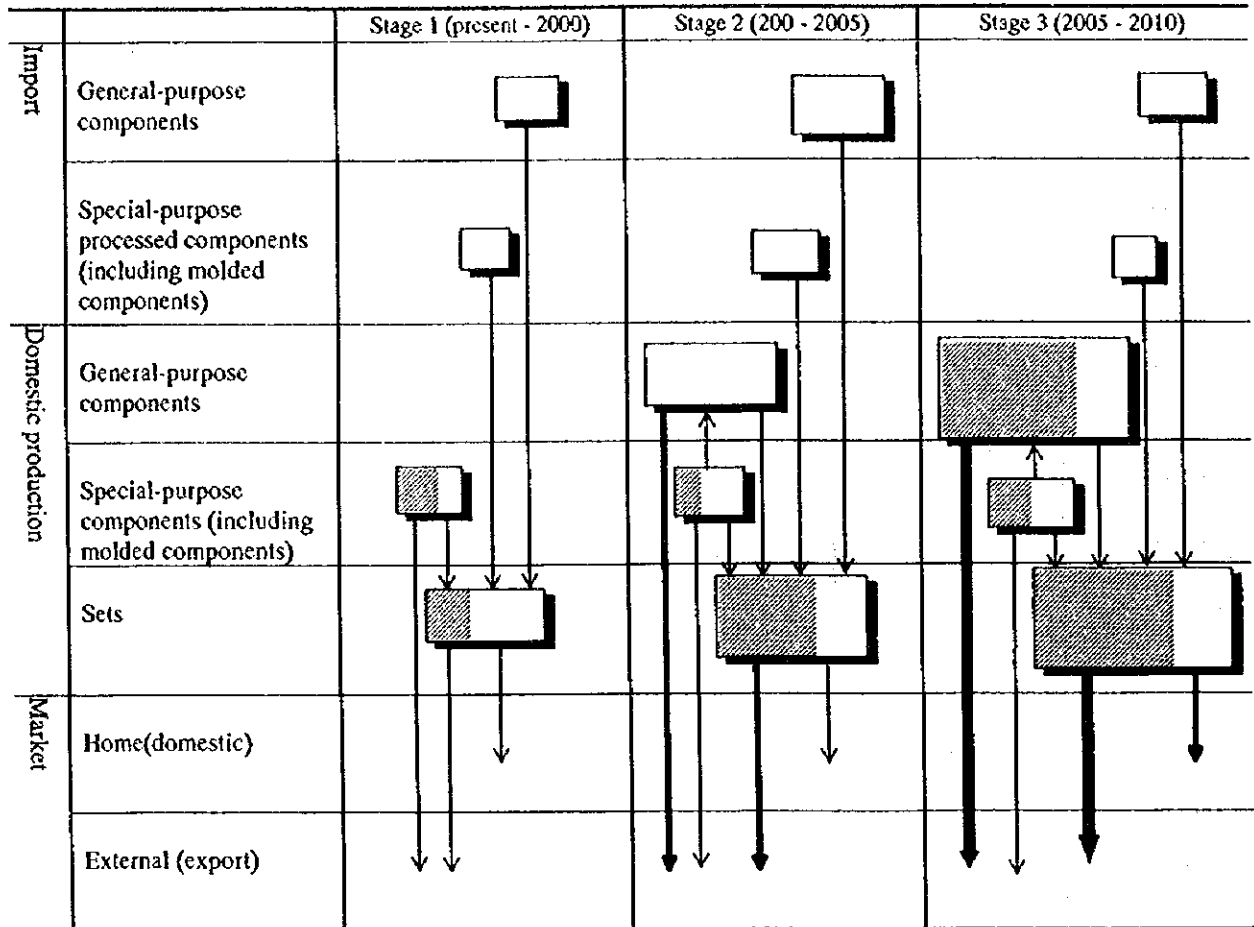 Stage 1 (present - 2000)
Stage 2 (200 - 2005)
Stage 3 (2005 - 2010)
Import
General-purpose
components
Special-purpose
processed components
(including molded
components)
Domestic production
General-purpose
components
Special-purpose
components (including
molded components)
Sets
Market
Home(domestic)
External (export)